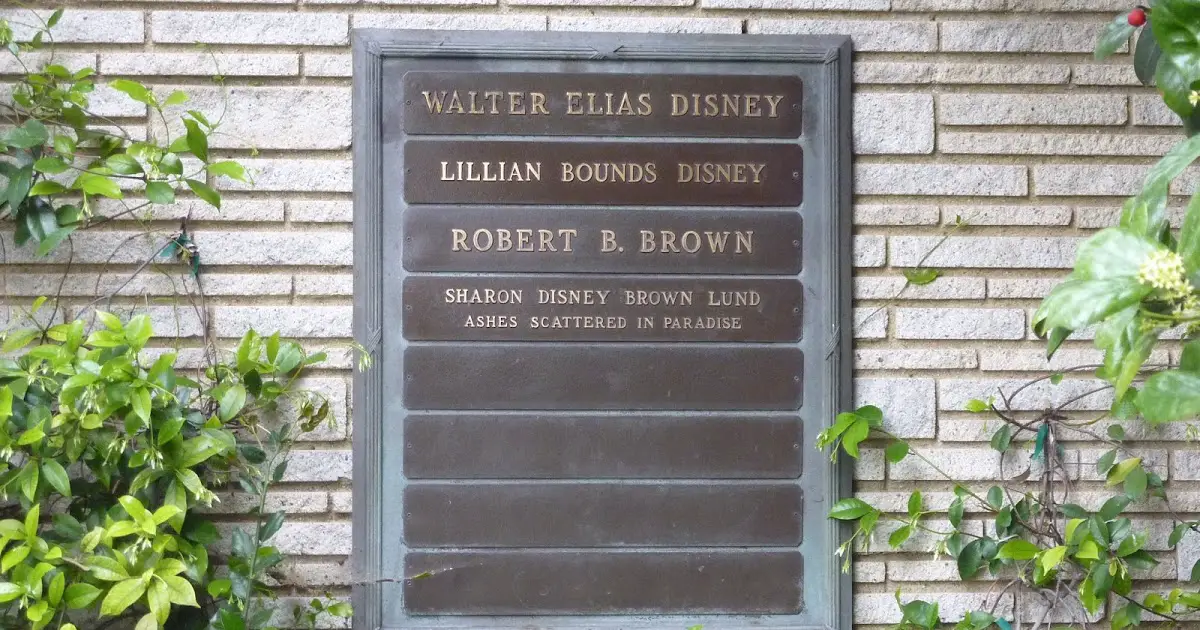 WALTER ELIAS DISNEY
LILLIAN BOUNDS DISNEY
ROBERT B. BROWN
SHARON DISNEY BROWN LUND
ASHES SCATTERED IN PARADISE